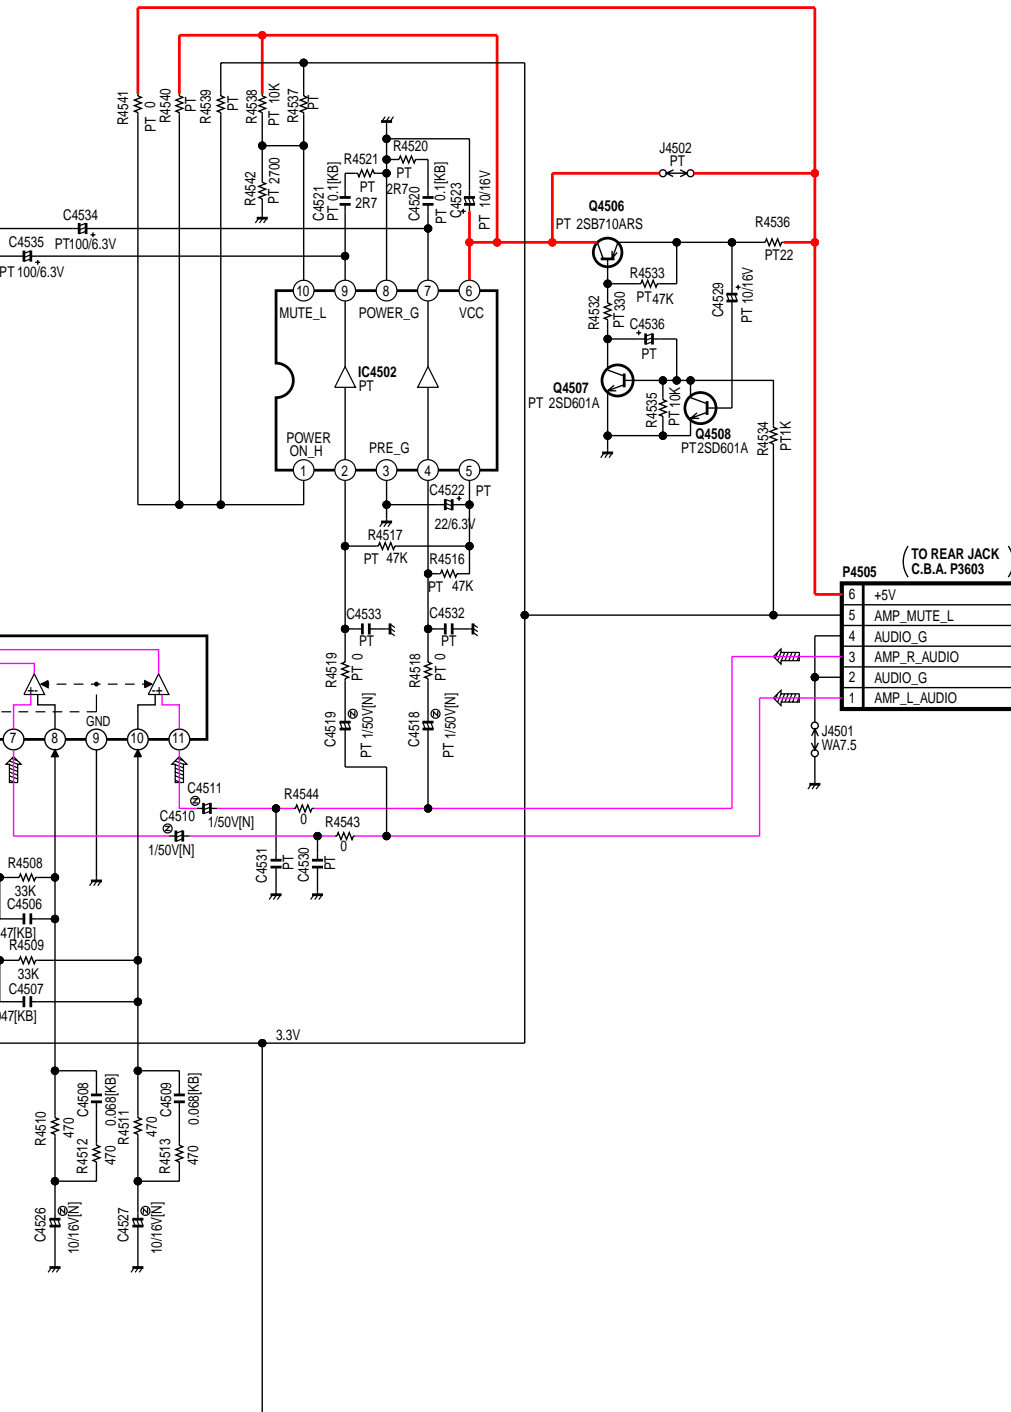 R4541
PT 0
R4540
PT
R4539
PT
R4538
PT 10K
R4537
PT
R4542
PT 2700
R4521
PT
2R7
C4521
PT 0.1[KB]
R4520
PT
2R7
C4520
PT 0.1[KB]
C4523
PT 10/16V
J4502
PT
Q4506
PT 2SB710ARS
R4536
PT22
C4534
PT100/6.3V
C4535
PT 100/6.3V
R4533
PT 47K
R4532
PT 330
C4529
PT 10/16V
C4536
PT
10
9
8
7
6
MUTE_L
POWER_G
VCC
IC4502
PT
Q4507
PT 2SD601A
R4535
PT 10K
Q4508
PT2SD601A
R4534
PT1K
POWER
ON_H
PRE_G
1
2
3
4
5
C4522
PT
22/6.3V
R4517
PT 47K
R4516
PT 47K
TO REAR JACK
C.B.A. P3603
P4505
6 +5V
5 AMP_MUTE_L
4 AUDIO_G
3 AMP_R_AUDIO
2 AUDIO_G
1 AMP_L_AUDIO
C4533
PT
C4532
PT
R4519
PT 0
R4518
PT 0
C4519
N
PT 1/50V[N]
C4518
N
PT 1/50V[N]
J4501
WA7.5
GND
7
8
9
10
11
C4511
N
1/50V[N]
C4510
N
1/50V[N]
R4544
0
R4543
0
C4531
PT
C4530
PT
R4508
33K
C4506
47[KB]
R4509
33K
C4507
047[KB]
3.3V
R4510
470
C4508
0.068[KB]
R4512
470
R4511
470
C4509
0.068[KB]
R4513
470
C4526
N
10/16V[N]
C4527
N
10/16V[N]